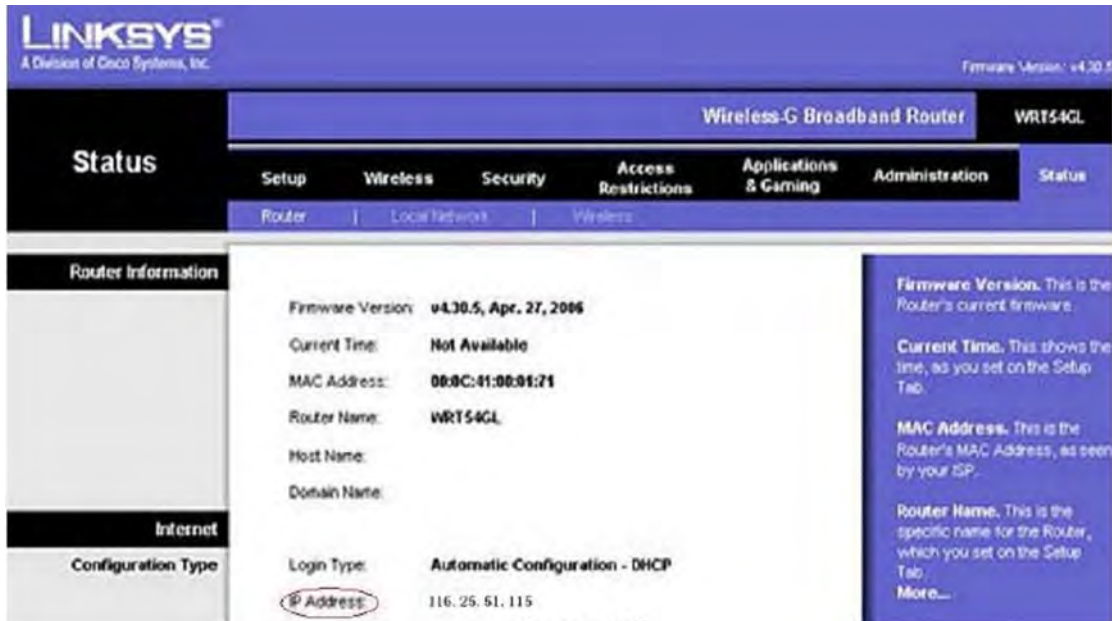 LINKSYS®
A Division of Cisco Systems, Inc.
Firmware Version: v4.30.5
Wireless-G Broadband Router WRT54GL
Status
Setup Wireless Security Access Restrictions Applications & Gaming Administration Status
Router | Local Network | Wireless
Router Information
Firmware Version: v4.30.5, Apr. 27, 2006
Current Time: Not Available
MAC Address: 00:0C:41:00:01:71
Router Name: WRT54GL
Host Name:
Domain Name:
Internet
Configuration Type
Login Type: Automatic Configuration - DHCP
IP Address: 116.25.51.115
Firmware Version. This is the
Router's current firmware.
Current Time. This shows the
time, as you set on the Setup
Tab.
MAC Address. This is the
Router's MAC Address, as seen
by your ISP.
Router Name. This is the
specific name for the Router,
which you set on the Setup
Tab.
More...